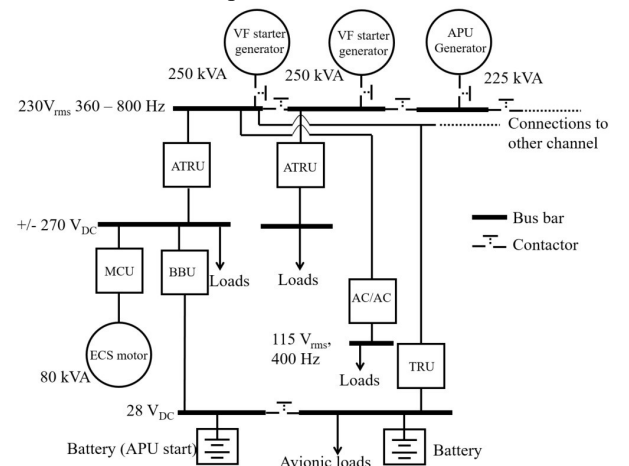 VF starter
generator
VF starter
generator
APU
Generator
250 kVA
250 kVA
225 kVA
230Vrms 360 – 800 Hz
Connections to
other channel
ATRU
ATRU
+/- 270 VDC
Bus bar
Contactor
MCU
BBU
Loads
Loads
AC/AC
ECS motor
115 Vrms,
400 Hz
80 kVA
Loads
TRU
28 VDC
Battery (APU start)
Battery
Avionic loads